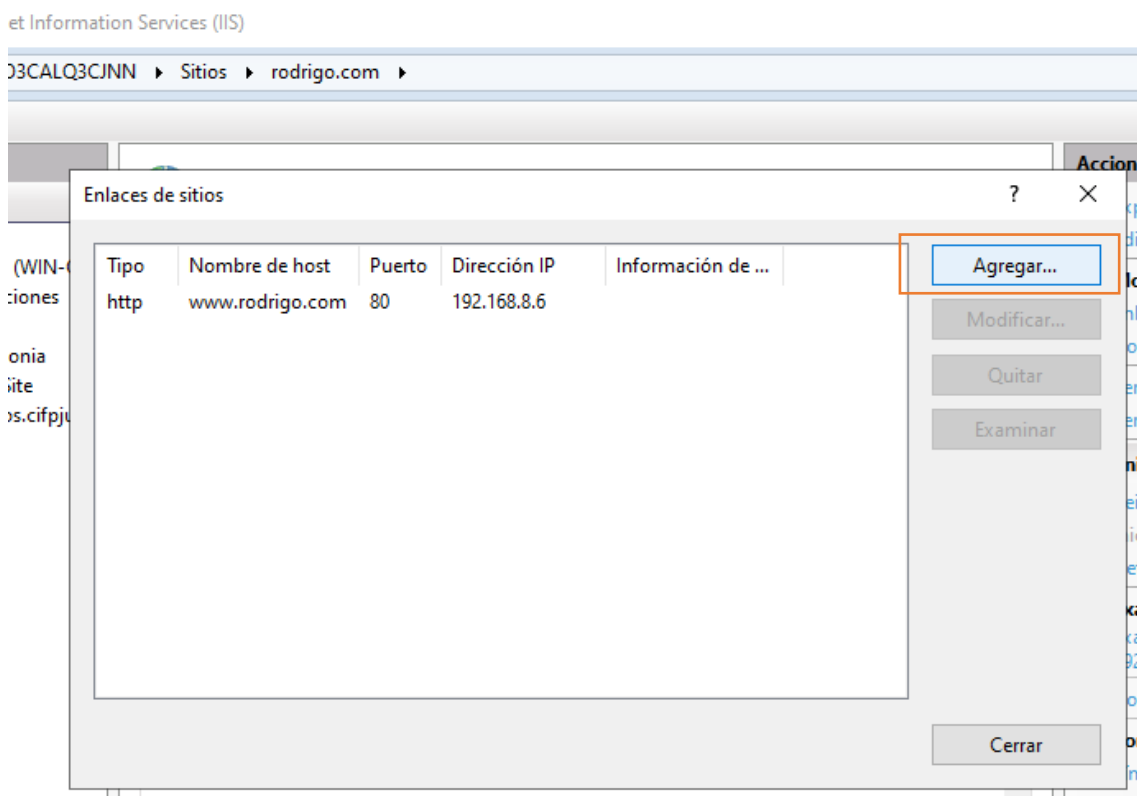 et Information Services (IIS)
Sitios rodrigo.com
Enlaces de sitios ?
Tipo Nombre de host Puerto Dirección IP Información de ...
http www.rodrigo.com 80 192.168.8.6
Agregar...
Modificar...
Quitar
Examinar
Cerrar
(WIN-
ciones
onia
Site
os.cifpju
Accion